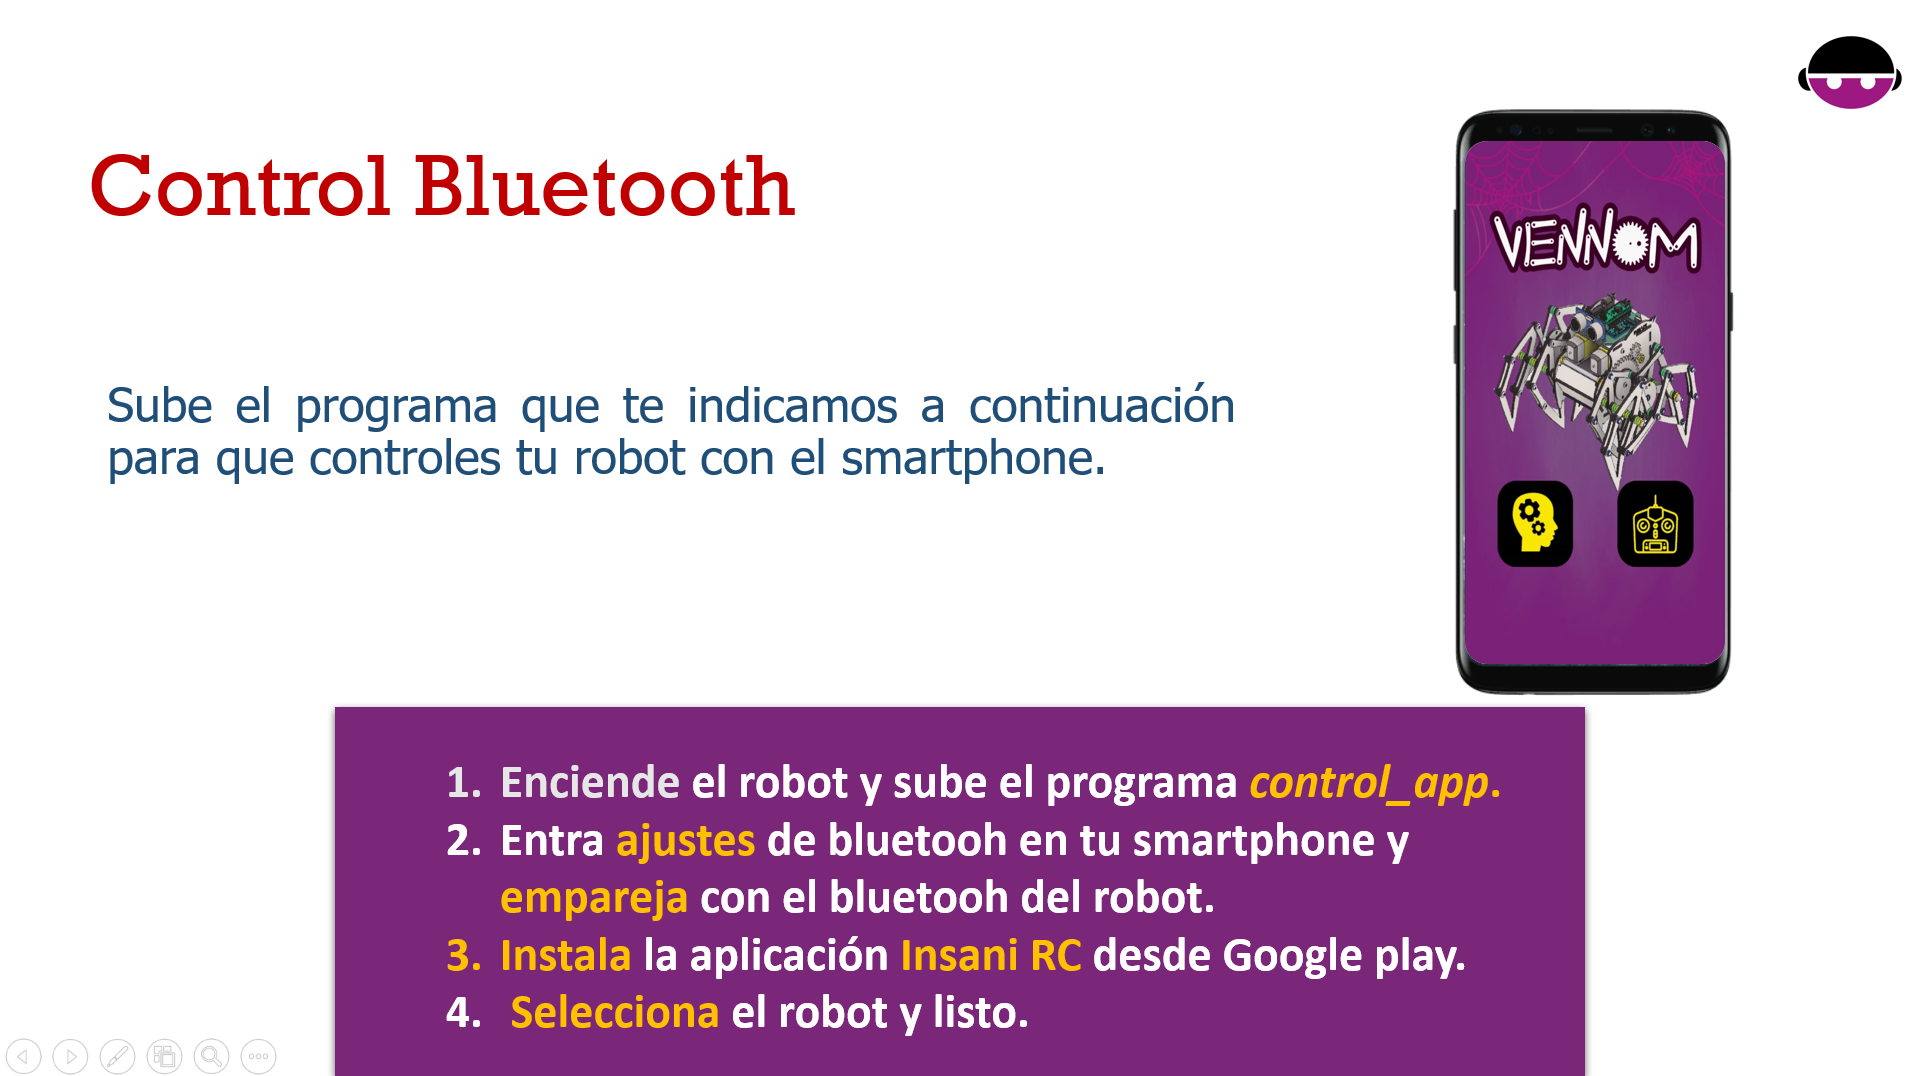 Control Bluetooth
VENNOM
Sube el programa que te indicamos a continuación
para que controles tu robot con el smartphone.
1. Enciende el robot y sube el programa control_app.
2. Entra ajustes de bluetooh en tu smartphone y
empareja con el bluetooh del robot.
3. Instala la aplicación Insani RC desde Google play.
4. Selecciona el robot y listo.